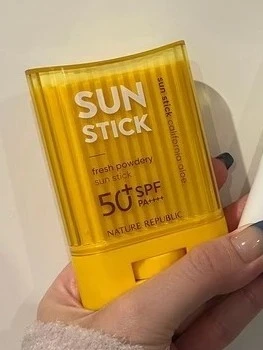 SUN
STICK
fresh powdery
sun stick
50+ SPF
PA++++
NATURE REPUBLIC
sun stick california aloe